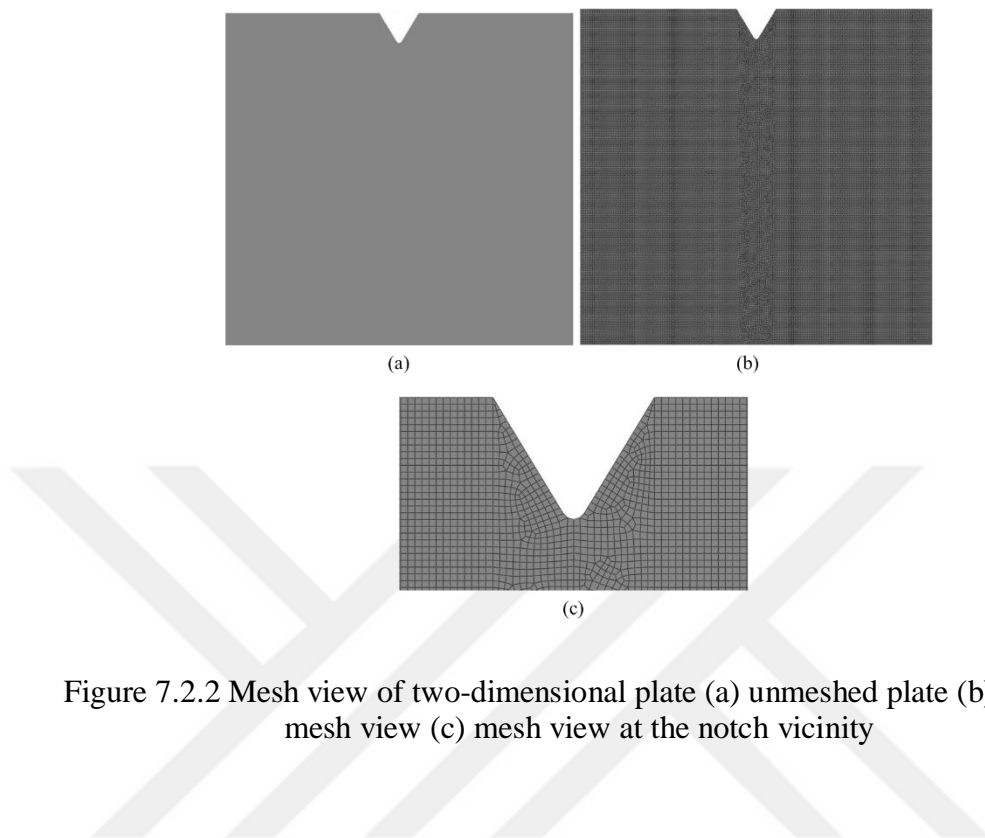 (a)
(b)
(c)
Figure 7.2.2 Mesh view of two-dimensional plate (a) unmeshed plate (b)
mesh view (c) mesh view at the notch vicinity